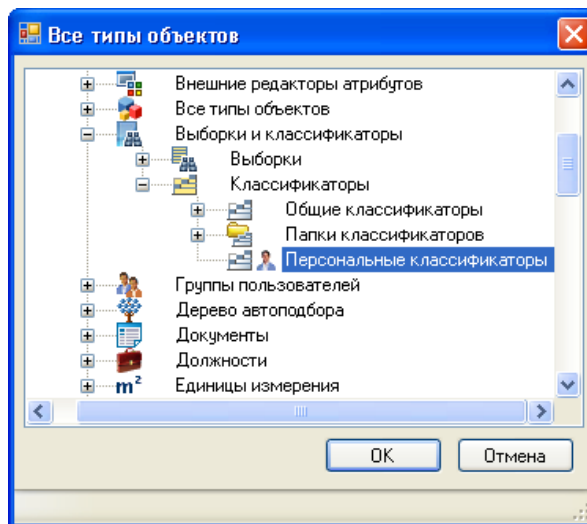 Все типы объектов
Внешние редакторы атрибутов
Все типы объектов
Выборки и классификаторы
Выборки
Классификаторы
Общие классификаторы
Папки классификаторов
Персональные классификаторы
Группы пользователей
Дерево автоподбора
Документы
Должности
m² Единицы измерения
OK Отмена